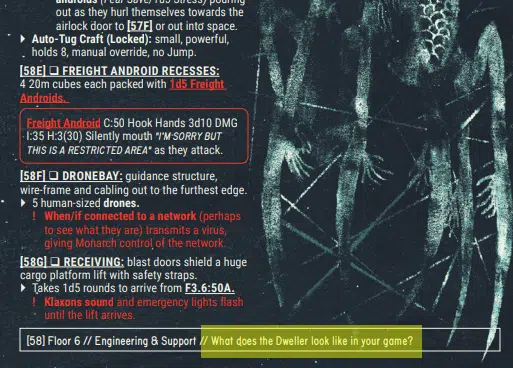 androids (Fear Save/1d5 Stress) pouring
out as they hurl themselves towards the
airlock door to [57F] or out into space.
Auto-Tug Craft (Locked): small, powerful,
holds 8, manual override, no Jump.
[58E] ❏ FREIGHT ANDROID RECESSES:
4 20m cubes each packed with 1d5 Freight
Androids.
Freight Android C:50 Hook Hands 3d10 DMG
I:35 H:3(30) Silently mouth "I'M SORRY BUT
THIS IS A RESTRICTED AREA" as they attack.
[58F] ❏ DRONEBAY: guidance structure,
wire-frame and cabling out to the furthest edge.
5 human-sized drones.
! When/if connected to a network (perhaps
to see what they are) transmits a virus,
giving Monarch control of the network.
[58G] ❏ RECEIVING: blast doors shield a huge
cargo platform lift with safety straps.
Takes 1d5 rounds to arrive from F3.6:50A.
! Klaxons sound and emergency lights flash
until the lift arrives.
[58] Floor 6 // Engineering & Support // What does the Dweller look like in your game?